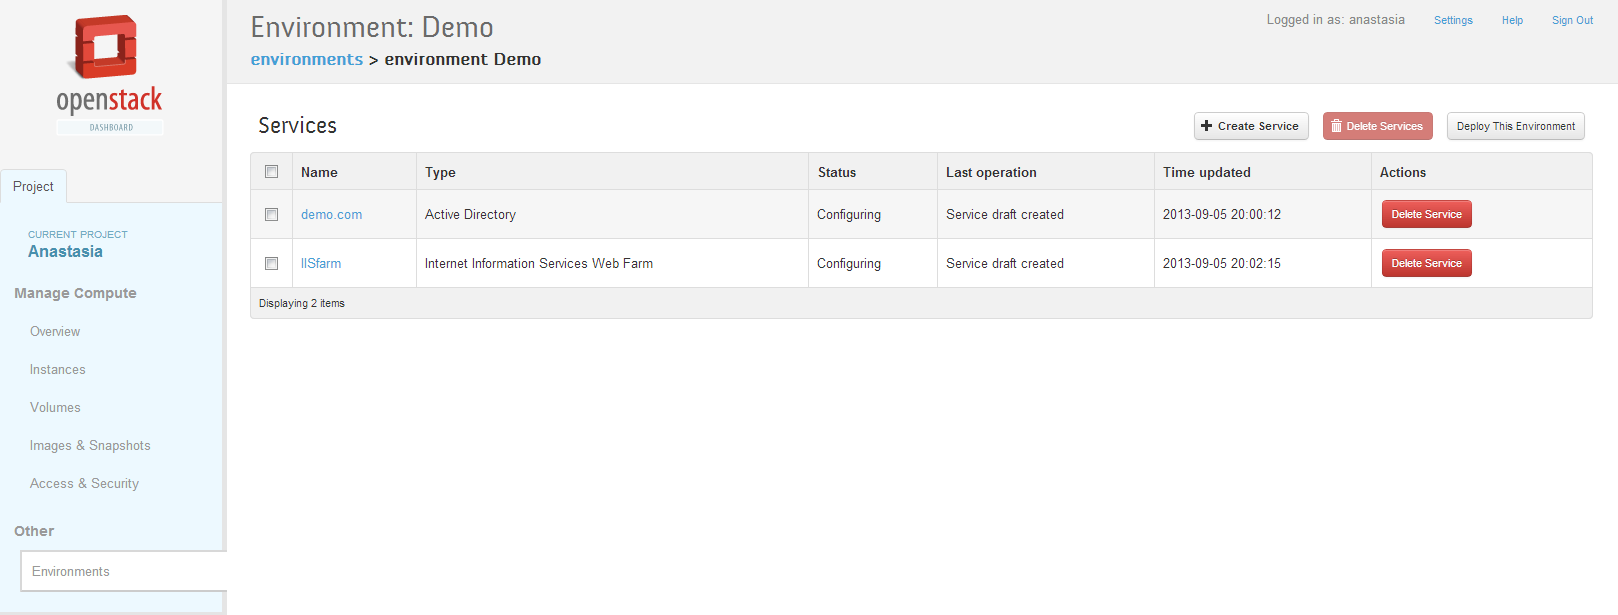 openstack
DASHBOARD
Project
CURRENT PROJECT
Anastasia
Manage Compute
Overview
Instances
Volumes
Images & Snapshots
Access & Security
Other
Environments
Environment: Demo
environments > environment Demo
Logged in as: anastasia Settings Help Sign Out
Services
Create Service Delete Services Deploy This Environment
Name Type Status Last operation Time updated Actions
demo.com Active Directory Configuring Service draft created 2013-09-05 20:00:12 Delete Service
IISfarm Internet Information Services Web Farm Configuring Service draft created 2013-09-05 20:02:15 Delete Service
Displaying 2 items